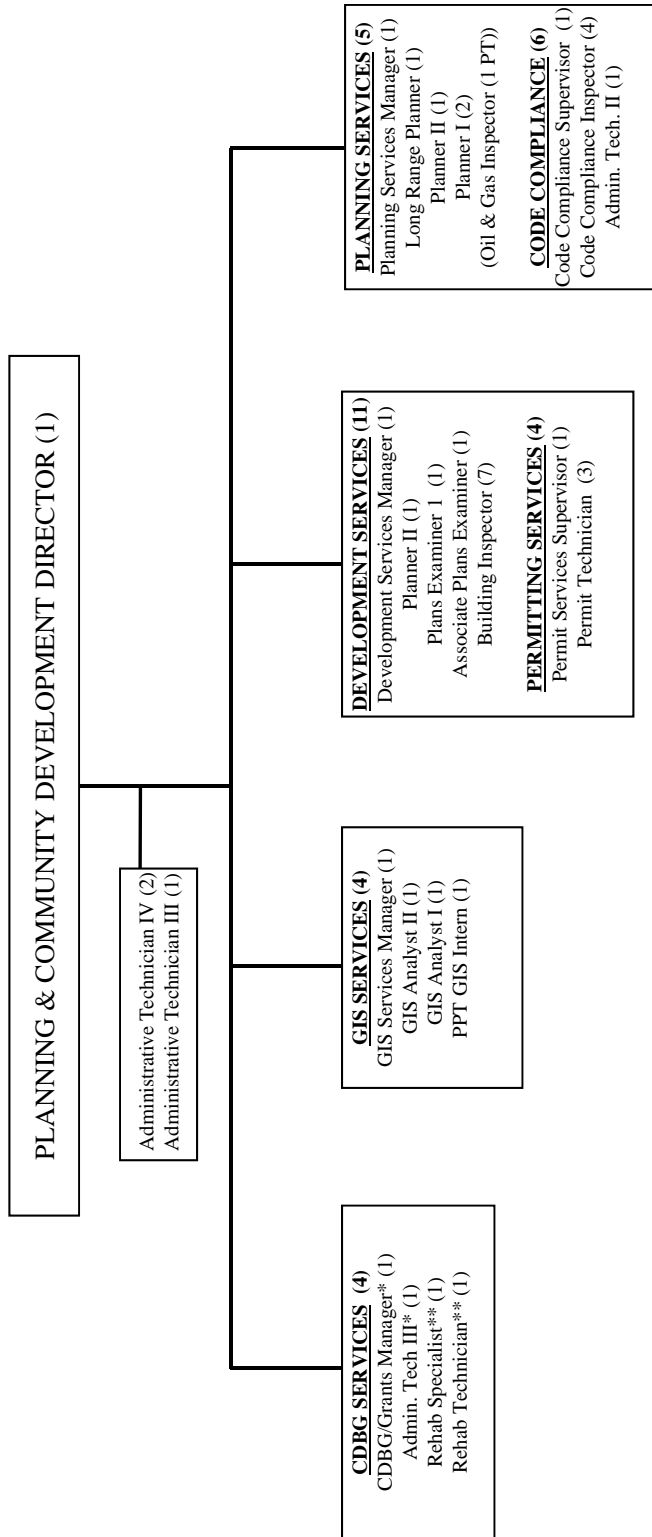 PLANNING & COMMUNITY DEVELOPMENT DIRECTOR (1)
Administrative Technician IV (2)
Administrative Technician III (1)
CDBG SERVICES (4)
CDBG/Grants Manager* (1)
Admin. Tech III* (1)
Rehab Specialist** (1)
Rehab Technician** (1)
GIS SERVICES (4)
GIS Services Manager (1)
GIS Analyst II (1)
GIS Analyst I (1)
PPT GIS Intern (1)
DEVELOPMENT SERVICES (11)
Development Services Manager (1)
Planner II (1)
Plans Examiner 1 (1)
Associate Plans Examiner (1)
Building Inspector (7)
PERMITTING SERVICES (4)
Permit Services Supervisor (1)
Permit Technician (3)
PLANNING SERVICES (5)
Planning Services Manager (1)
Long Range Planner (1)
Planner II (1)
Planner I (2)
(Oil & Gas Inspector (1 PT))
CODE COMPLIANCE (6)
Code Compliance Supervisor (1)
Code Compliance Inspector (4)
Admin. Tech. II (1)